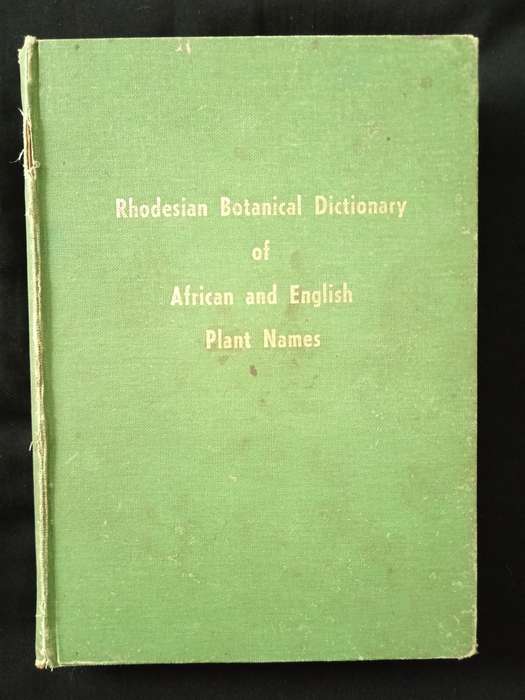 Rhodesian Botanical Dictionary
of
African and English
Plant Names